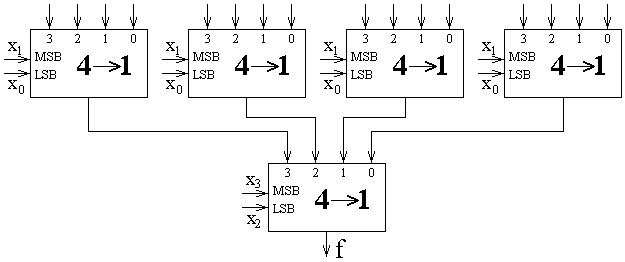 3 2 1 0 3 2 1 0 3 2 1 0 3 2 1 0
x₁ MSB x₁ MSB x₁ MSB x₁ MSB
4→1 4→1 4→1 4→1
LSB LSB LSB LSB
x₀ x₀ x₀ x₀
3 2 1 0
x₃ MSB
4→1
LSB
x₂
f